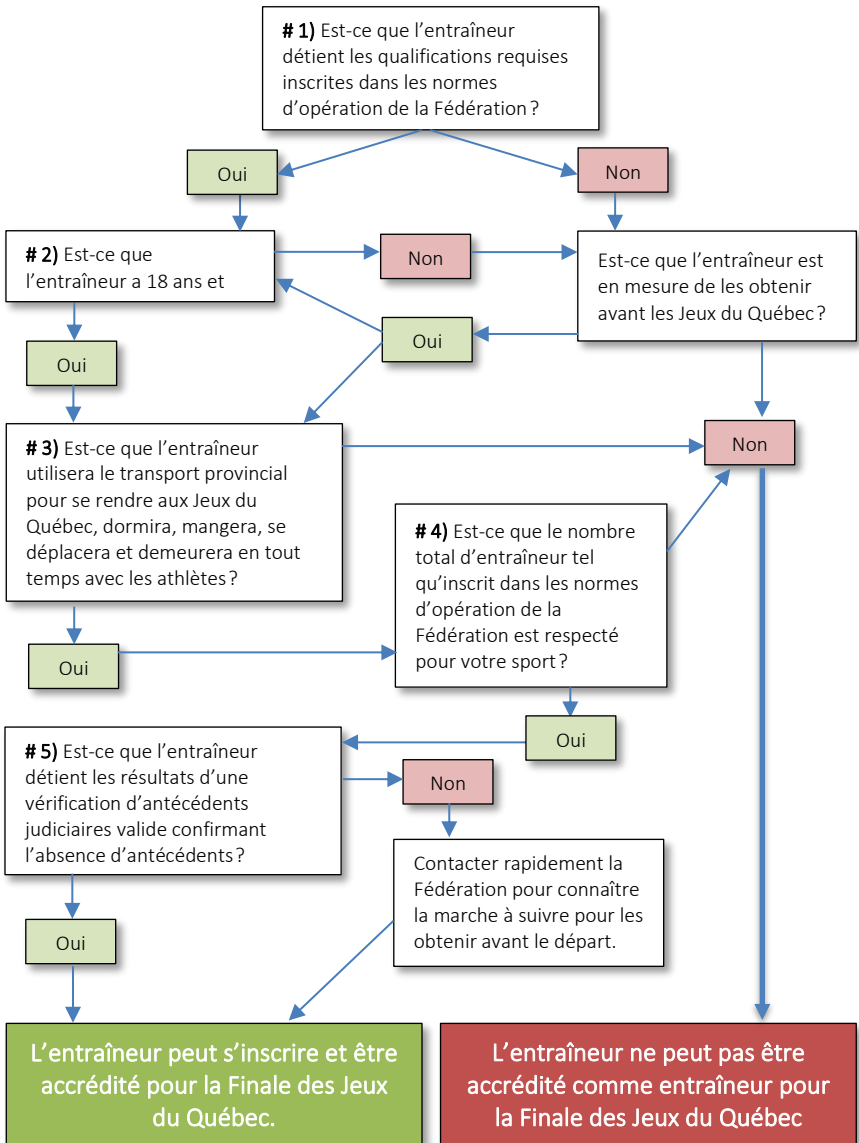 # 1) Est-ce que l’entraîneur
détient les qualifications requises
inscrites dans les normes
d’opération de la Fédération ?
Oui
Non
# 2) Est-ce que
l’entraîneur a 18 ans et
Non
Est-ce que l’entraîneur est
en mesure de les obtenir
avant les Jeux du Québec ?
Oui
Oui
# 3) Est-ce que l’entraîneur
utilisera le transport provincial
pour se rendre aux Jeux du
Québec, dormira, mangera, se
déplacera et demeurera en tout
temps avec les athlètes ?
Non
# 4) Est-ce que le nombre
total d’entraîneur tel
qu’inscrit dans les normes
d’opération de la
Fédération est respecté
pour votre sport ?
Oui
Oui
# 5) Est-ce que l’entraîneur
détient les résultats d’une
vérification d’antécédents
judiciaires valide confirmant
l’absence d’antécédents ?
Non
Contacter rapidement la
Fédération pour connaître
la marche à suivre pour les
obtenir avant le départ.
Oui
L’entraîneur peut s’inscrire et être
accrédité pour la Finale des Jeux
du Québec.
L’entraîneur ne peut pas être
accrédité comme entraîneur pour
la Finale des Jeux du Québec